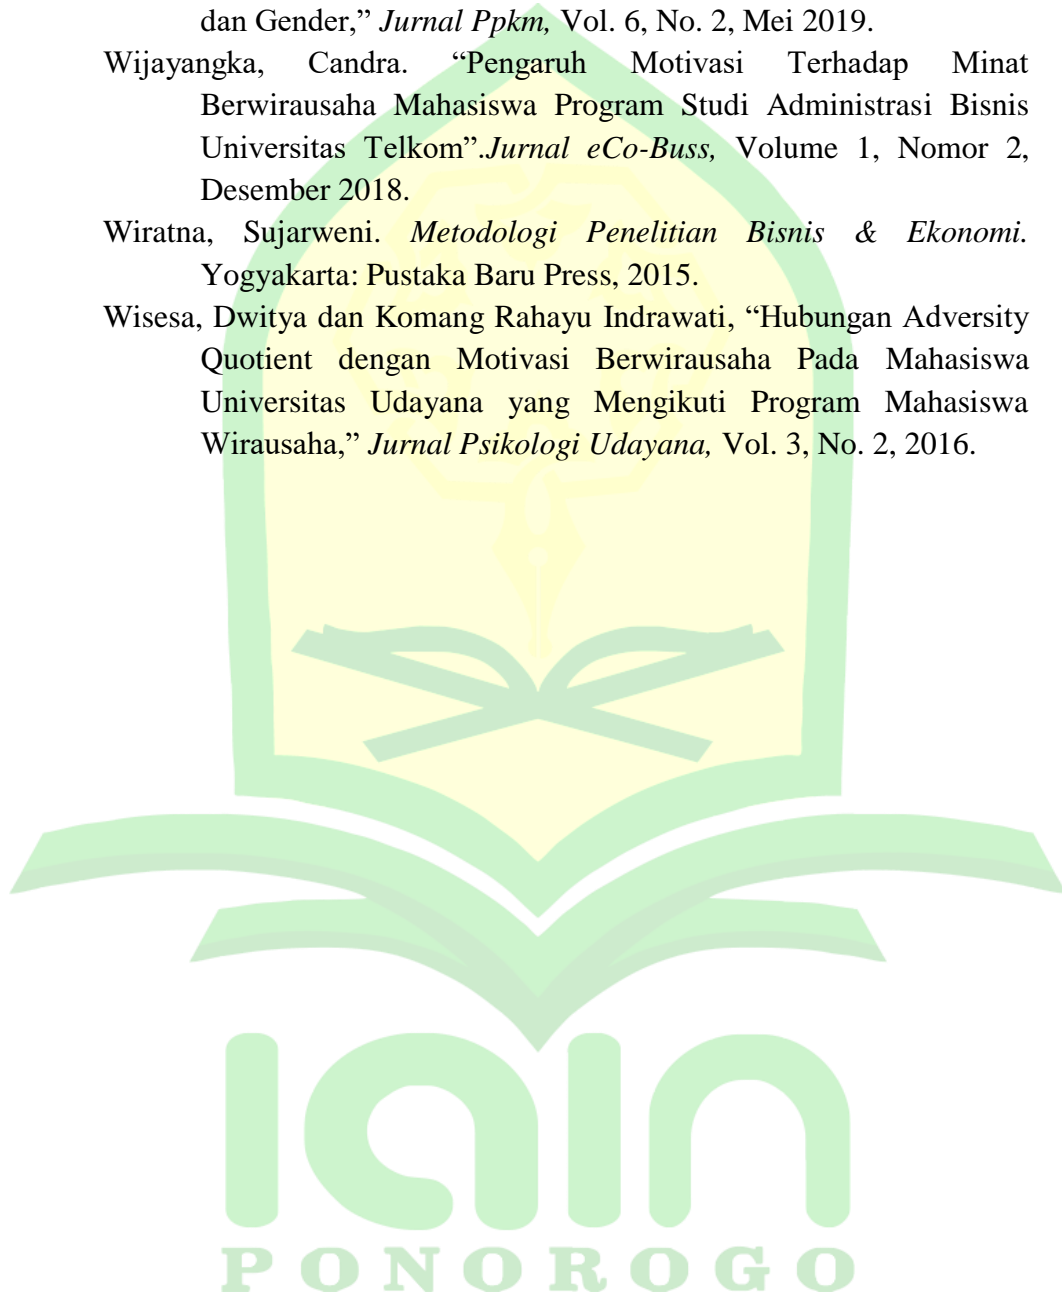 dan Gender,” Jurnal Ppkm, Vol. 6, No. 2, Mei 2019.
Wijayangka, Candra. “Pengaruh Motivasi Terhadap Minat
Berwirausaha Mahasiswa Program Studi Administrasi Bisnis
Universitas Telkom”.Jurnal eCo-Buss, Volume 1, Nomor 2,
Desember 2018.
Wiratna, Sujarweni. Metodologi Penelitian Bisnis & Ekonomi.
Yogyakarta: Pustaka Baru Press, 2015.
Wisesa, Dwitya dan Komang Rahayu Indrawati, “Hubungan Adversity
Quotient dengan Motivasi Berwirausaha Pada Mahasiswa
Universitas Udayana yang Mengikuti Program Mahasiswa
Wirausaha,” Jurnal Psikologi Udayana, Vol. 3, No. 2, 2016.
IAIN
PONOROGO